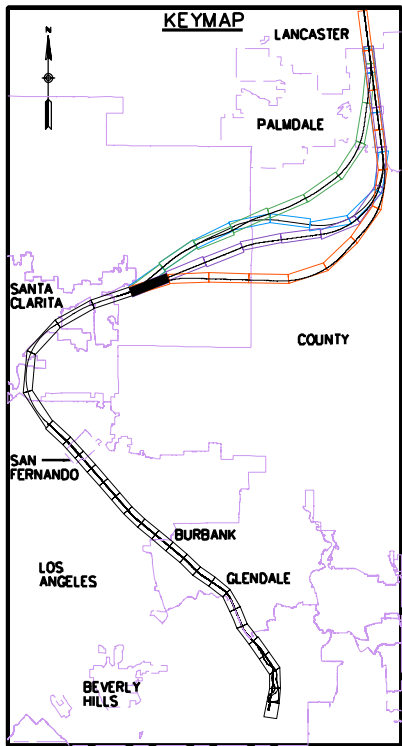 KEYMAP
N
LANCASTER
PALMDALE
SANTA
CLARITA
COUNTY
SAN
FERNANDO
BURBANK
LOS
ANGELES
GLENDALE
BEVERLY
HILLS